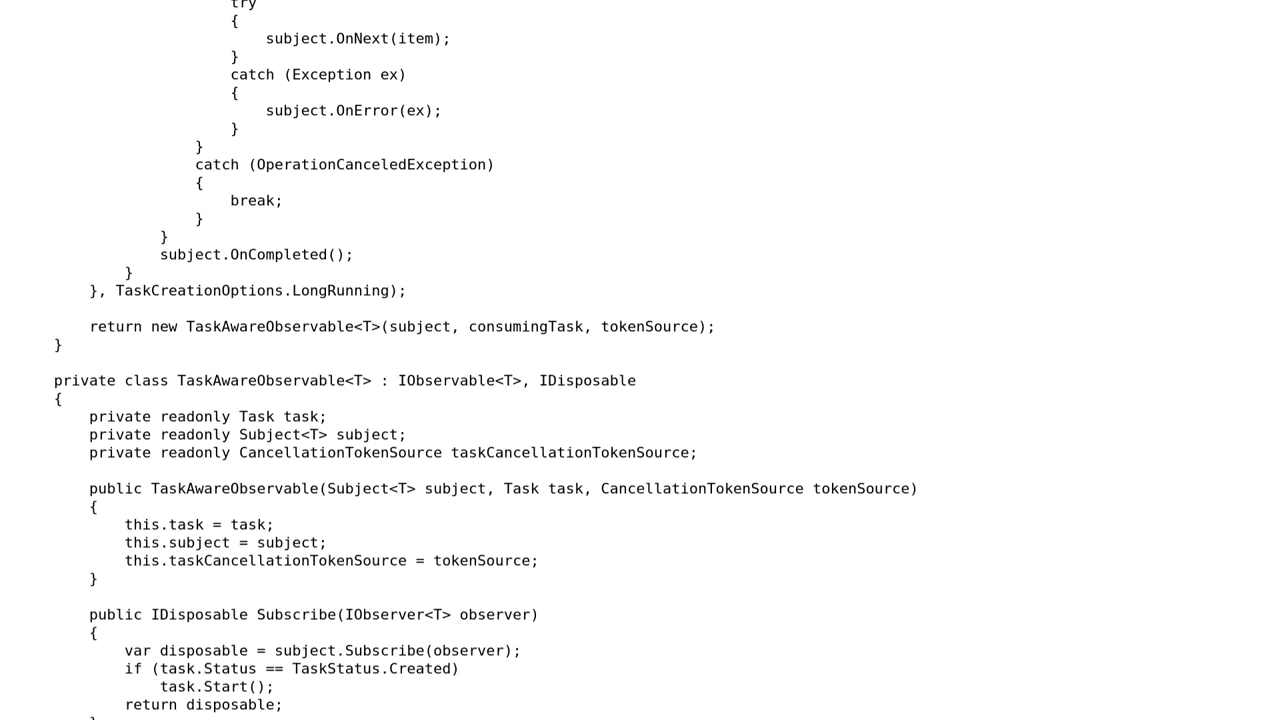 try
{
subject.OnNext(item);
}
catch (Exception ex)
{
subject.OnError(ex);
}
}
catch (OperationCanceledException)
{
break;
}
}
subject.OnCompleted();
}
}, TaskCreationOptions.LongRunning);
return new TaskAwareObservable<T>(subject, consumingTask, tokenSource);
}
private class TaskAwareObservable<T> : IObservable<T>, IDisposable
{
private readonly Task task;
private readonly Subject<T> subject;
private readonly CancellationTokenSource taskCancellationTokenSource;
public TaskAwareObservable(Subject<T> subject, Task task, CancellationTokenSource tokenSource)
{
this.task = task;
this.subject = subject;
this.taskCancellationTokenSource = tokenSource;
}
public IDisposable Subscribe(IObserver<T> observer)
{
var disposable = subject.Subscribe(observer);
if (task.Status == TaskStatus.Created)
task.Start();
return disposable;
}